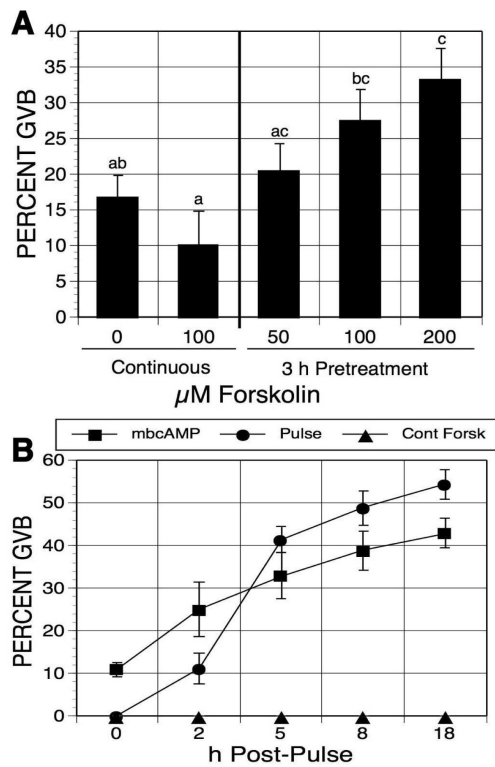 A
PERCENT GVB
40
35
30
25
20
15
10
5
0
ab
a
ac
bc
c
0 100 50 100 200
Continuous 3 h Pretreatment
µM Forskolin
mbcAMP Pulse Cont Forsk
B
PERCENT GVB
60
50
40
30
20
10
0
0 2 5 8 18
h Post-Pulse